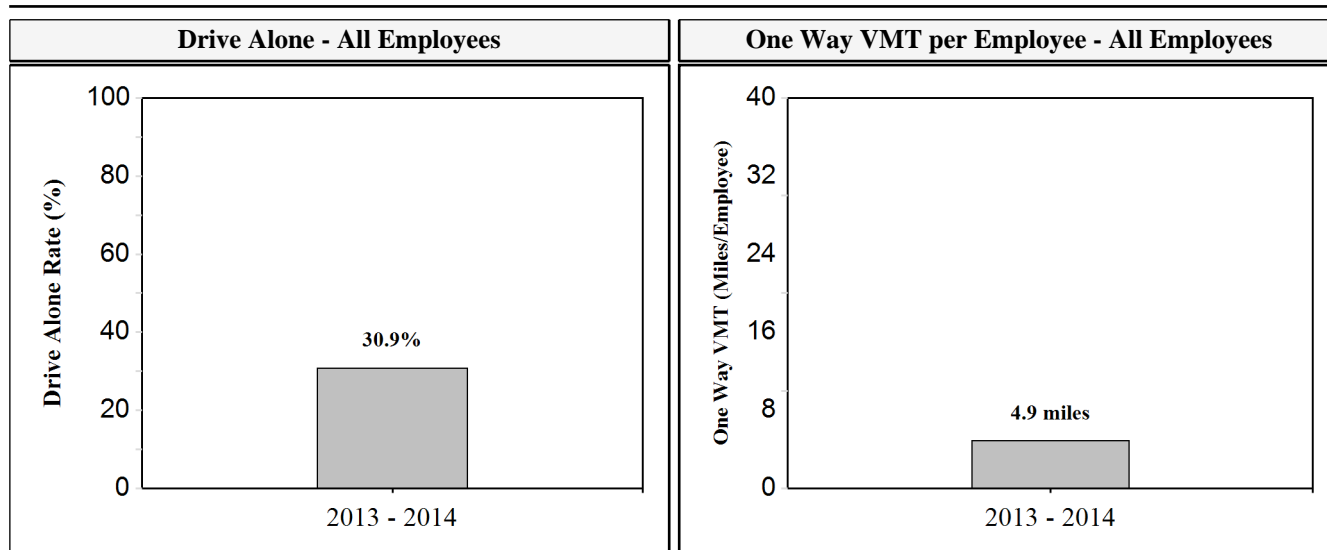 Drive Alone - All Employees
Drive Alone Rate (%)
100
80
60
40
20
0
30.9%
2013 - 2014
One Way VMT per Employee - All Employees
One Way VMT (Miles/Employee)
40
32
24
16
8
0
4.9 miles
2013 - 2014